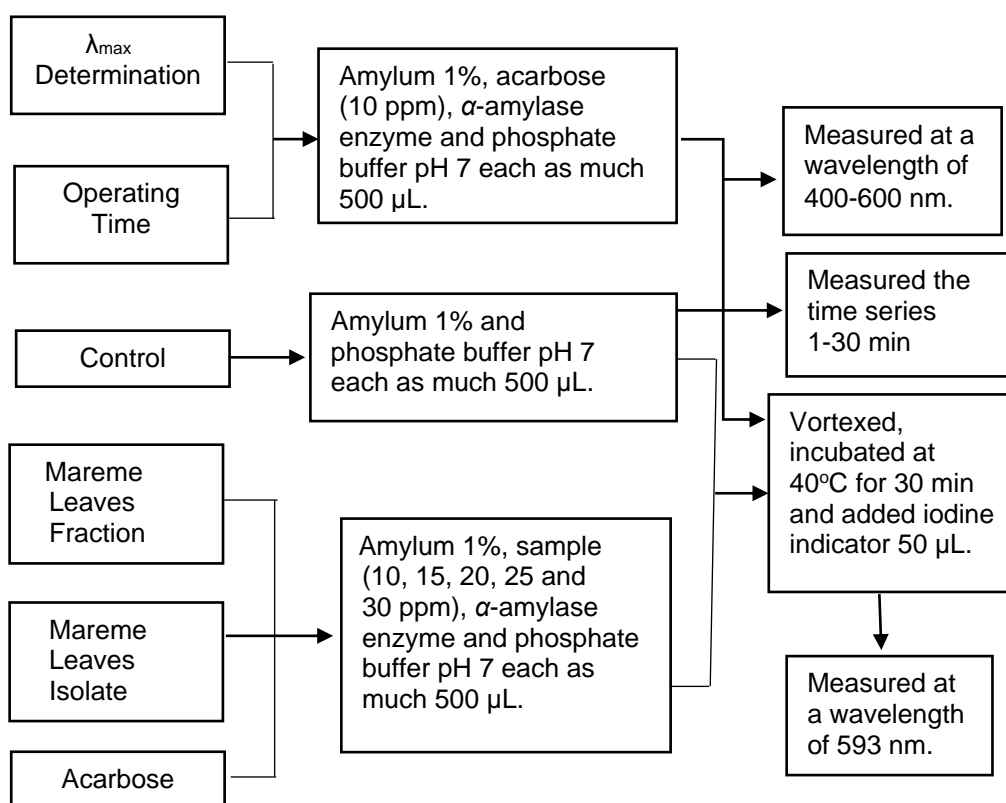 λmax
Determination
Operating
Time
Control
Mareme
Leaves
Fraction
Mareme
Leaves
Isolate
Acarbose
Amylum 1%, acarbose
(10 ppm), α-amylase
enzyme and phosphate
buffer pH 7 each as much
500 µL.
Amylum 1% and
phosphate buffer pH 7
each as much 500 µL.
Amylum 1%, sample
(10, 15, 20, 25 and
30 ppm), α-amylase
enzyme and phosphate
buffer pH 7 each as
much 500 µL.
Measured at a
wavelength of
400-600 nm.
Measured the
time series
1-30 min
Vortexed,
incubated at
40oC for 30 min
and added iodine
indicator 50 µL.
Measured at
a wavelength
of 593 nm.